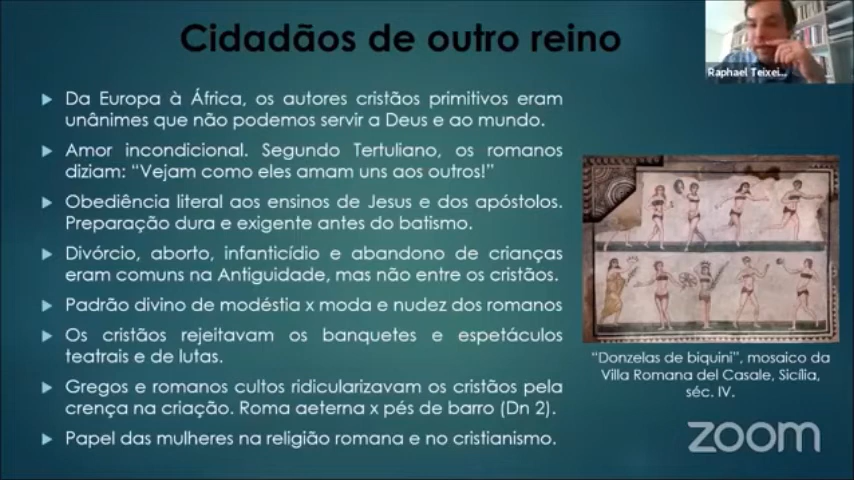 Cidadãos de outro reino
Raphael Teixei...
Da Europa à África, os autores cristãos primitivos eram
unânimes que não podemos servir a Deus e ao mundo.
Amor incondicional. Segundo Tertuliano, os romanos
diziam: “Vejam como eles amam uns aos outros!”
Obediência literal aos ensinos de Jesus e dos apóstolos.
Preparação dura e exigente antes do batismo.
Divórcio, aborto, infanticídio e abandono de crianças
eram comuns na Antiguidade, mas não entre os cristãos.
Padrão divino de modéstia x moda e nudez dos romanos
Os cristãos rejeitavam os banquetes e espetáculos
teatrais e de lutas.
Gregos e romanos cultos ridicularizavam os cristãos pela
crença na criação. Roma aeterna x pés de barro (Dn 2).
Papel das mulheres na religião romana e no cristianismo.
“Donzelas de biquini”, mosaico da
Villa Romana del Casale, Sicília,
séc. IV.
zoom